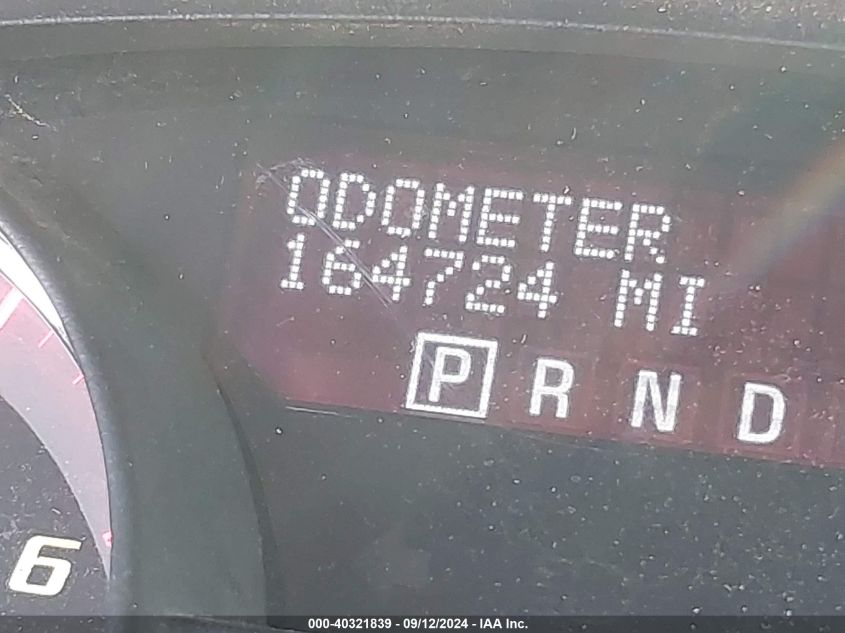 ODOMETER
164724 MI
P R N D
6
000-40321839 - 09/12/2024 - IAA Inc.